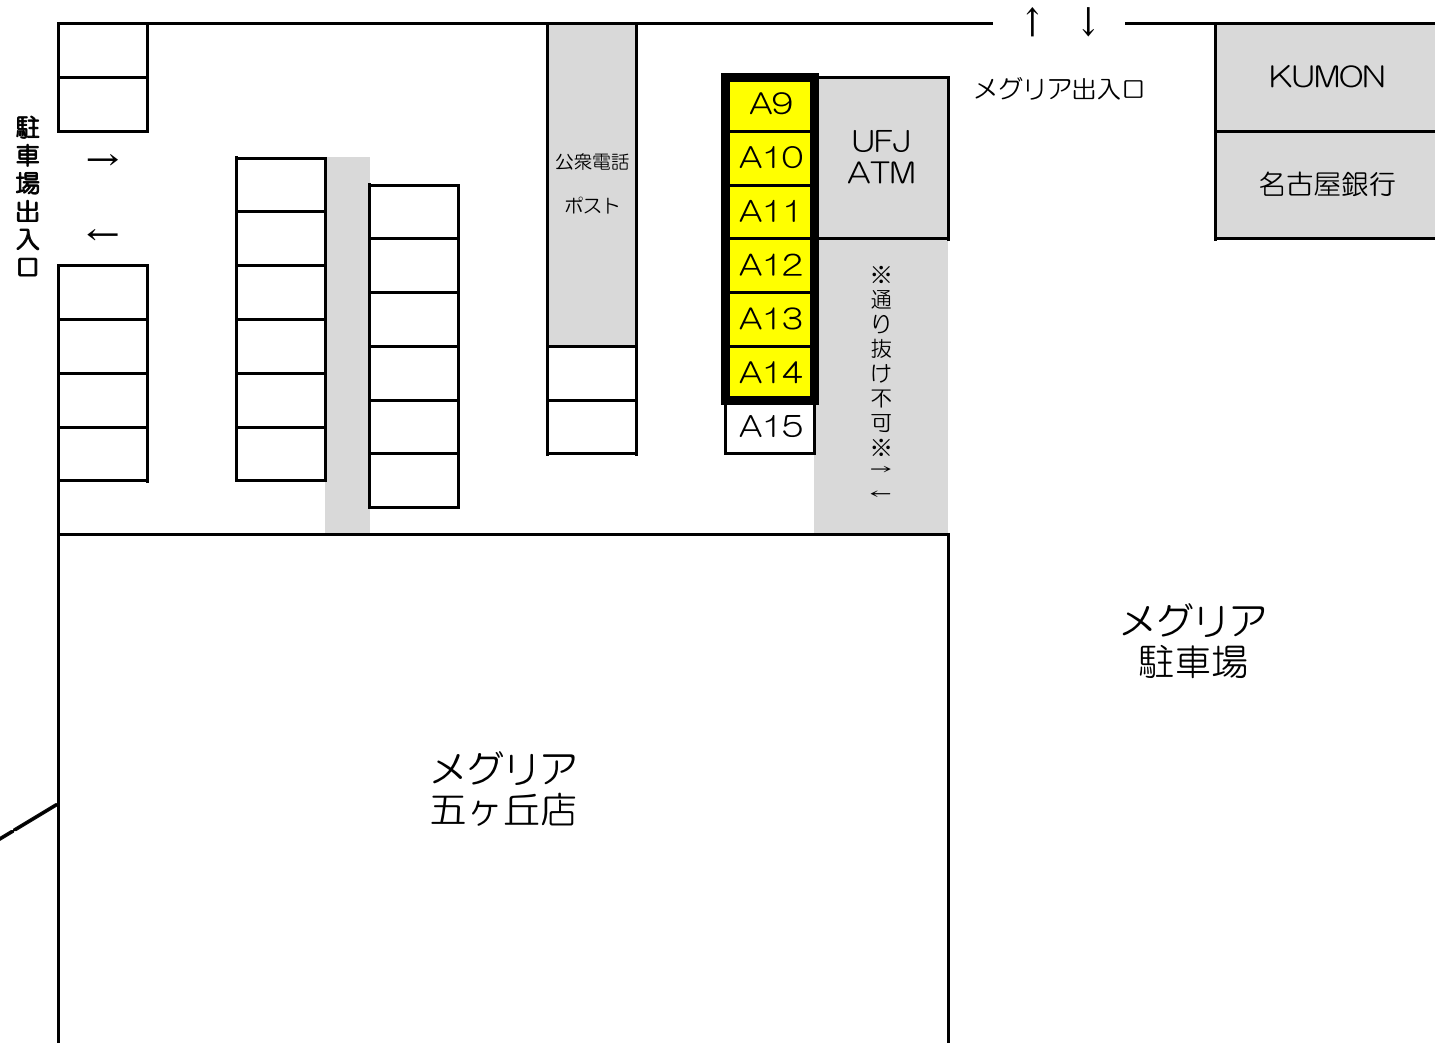 ↑ ↓
メグリア出入口
KUMON
名古屋銀行
駐車場出入口
→
←
公衆電話
ポスト
A9
A10
A11
A12
A13
A14
A15
UFJ
ATM
※通り抜け不可※→←
メグリア
駐車場
メグリア
五ヶ丘店